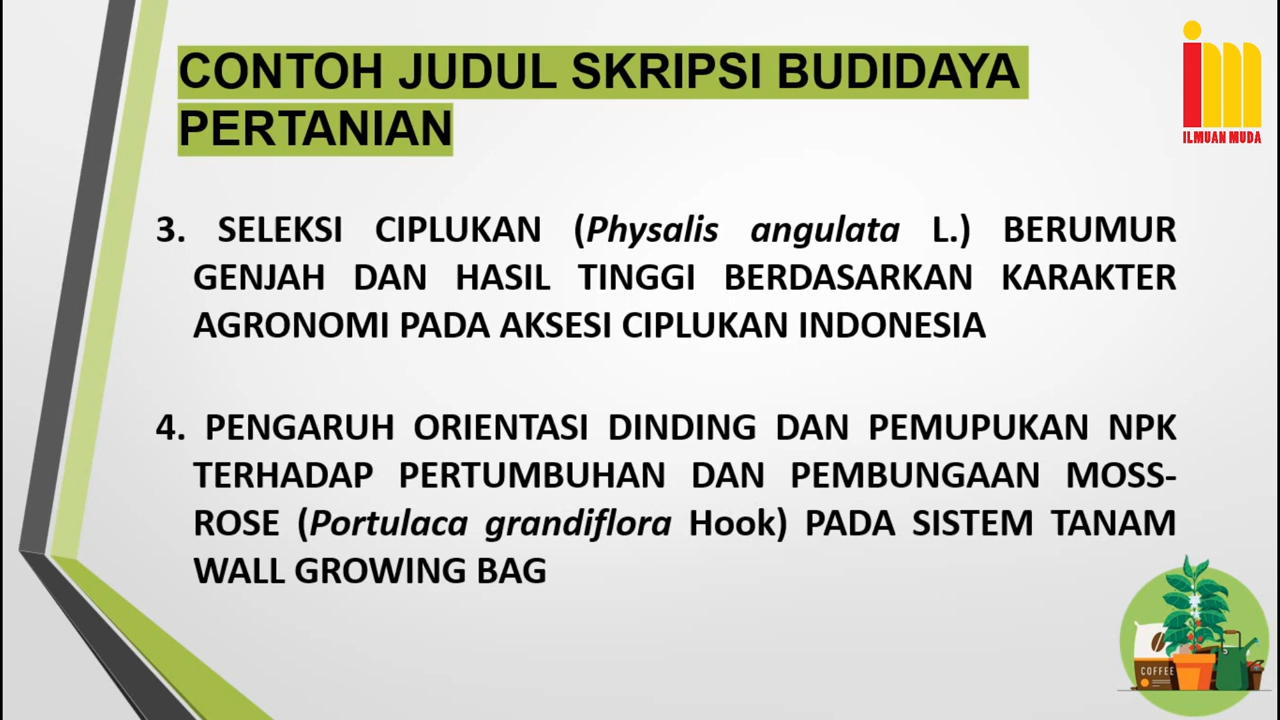 CONTOH JUDUL SKRIPSI BUDIDAYA
PERTANIAN
ILMUAN MUDA
3. SELEKSI CIPLUKAN (Physalis angulata L.) BERUMUR
GENJAH DAN HASIL TINGGI BERDASARKAN KARAKTER
AGRONOMI PADA AKSESI CIPLUKAN INDONESIA
4. PENGARUH ORIENTASI DINDING DAN PEMUPUKAN NPK
TERHADAP PERTUMBUHAN DAN PEMBUNGAAN MOSS-
ROSE (Portulaca grandiflora Hook) PADA SISTEM TANAM
WALL GROWING BAG
COFFEE